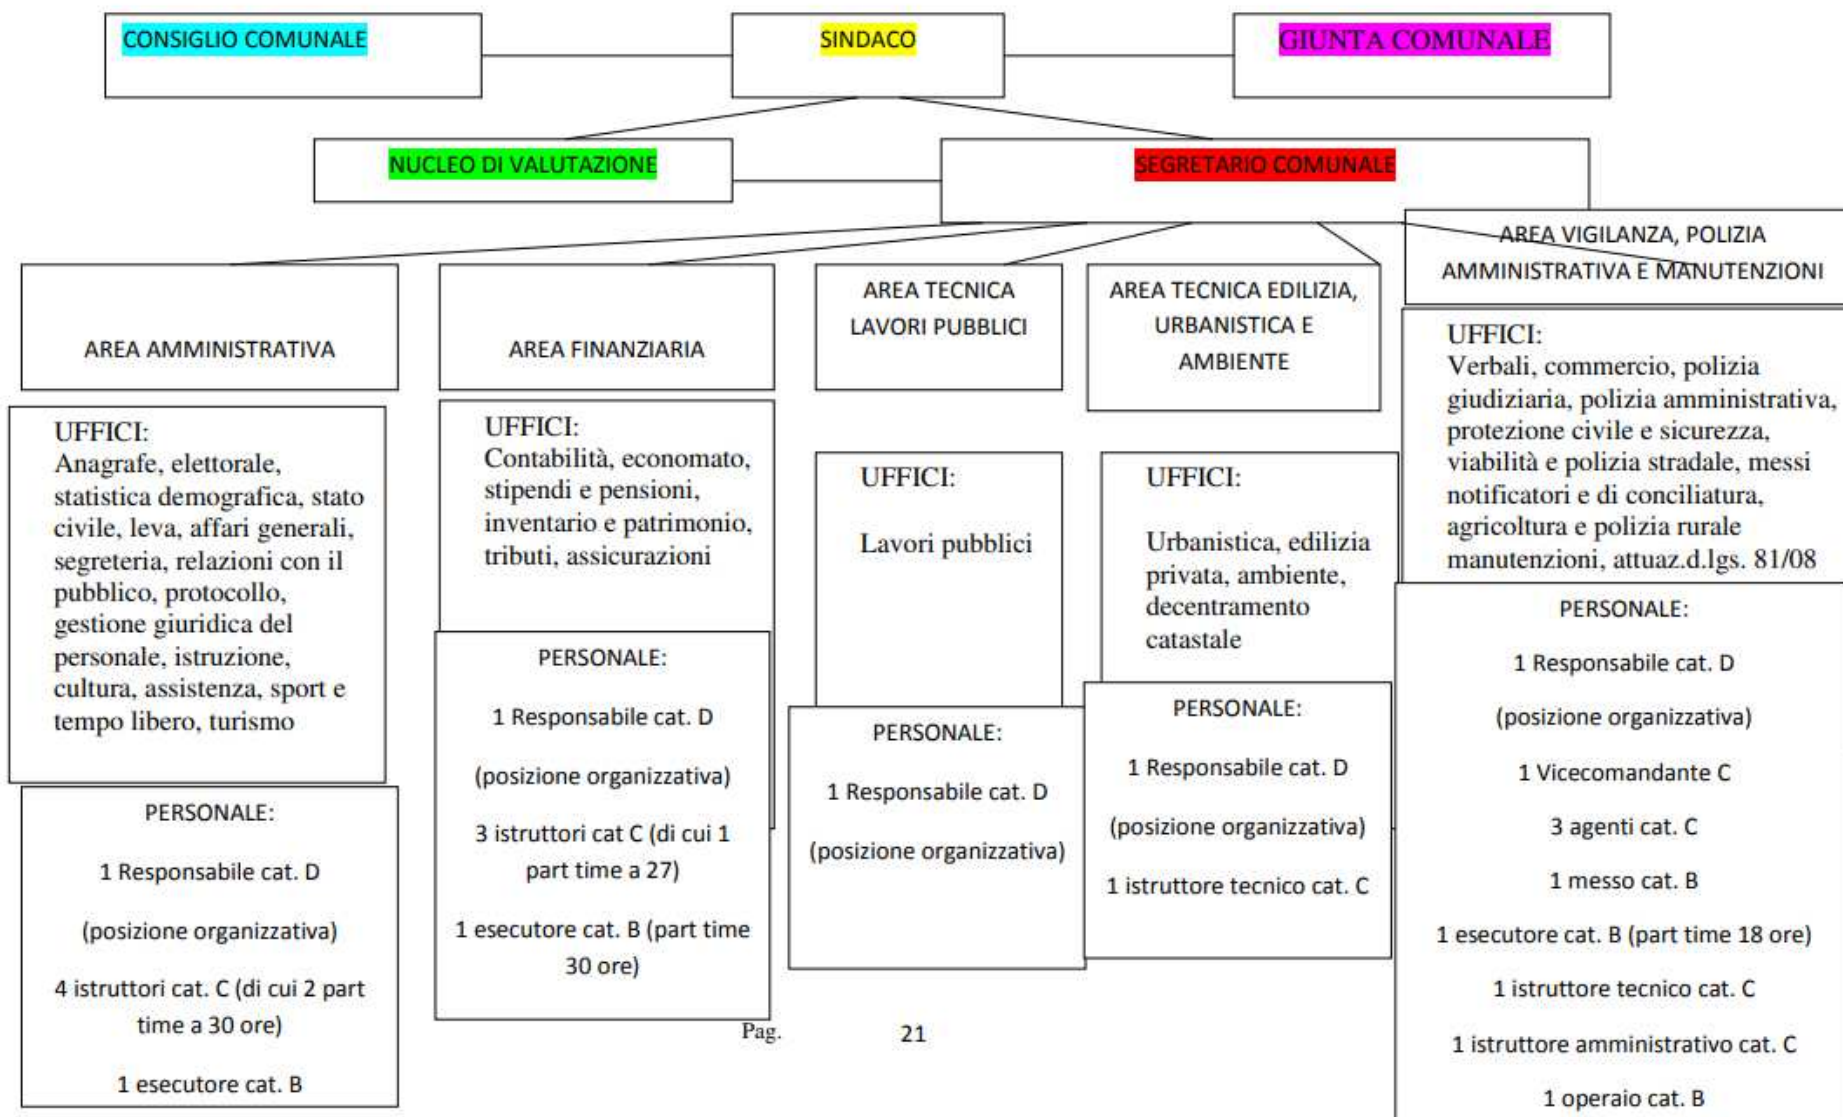 CONSIGLIO COMUNALE
SINDACO
GIUNTA COMUNALE
NUCLEO DI VALUTAZIONE
SEGRETARIO COMUNALE
AREA AMMINISTRATIVA
AREA FINANZIARIA
AREA TECNICA
LAVORI PUBBLICI
AREA TECNICA EDILIZIA,
URBANISTICA E
AMBIENTE
AREA VIGILANZA, POLIZIA
AMMINISTRATIVA E MANUTENZIONI
UFFICI:
Anagrafe, elettorale,
statistica demografica, stato
civile, leva, affari generali,
segreteria, relazioni con il
pubblico, protocollo,
gestione giuridica del
personale, istruzione,
cultura, assistenza, sport e
tempo libero, turismo
PERSONALE:
1 Responsabile cat. D
(posizione organizzativa)
4 istruttori cat. C (di cui 2 part
time a 30 ore)
1 esecutore cat. B
UFFICI:
Contabilità, economato,
stipendi e pensioni,
inventario e patrimonio,
tributi, assicurazioni
PERSONALE:
1 Responsabile cat. D
(posizione organizzativa)
3 istruttori cat C (di cui 1
part time a 27)
1 esecutore cat. B (part time
30 ore)
UFFICI:
Lavori pubblici
PERSONALE:
1 Responsabile cat. D
(posizione organizzativa)
UFFICI:
Urbanistica, edilizia
privata, ambiente,
decentramento
catastale
PERSONALE:
1 Responsabile cat. D
(posizione organizzativa)
1 istruttore tecnico cat. C
UFFICI:
Verbali, commercio, polizia
giudiziaria, polizia amministrativa,
protezione civile e sicurezza,
viabilità e polizia stradale, messi
notificatori e di conciliatura,
agricoltura e polizia rurale
manutenzioni, attuaz.d.lgs. 81/08
PERSONALE:
1 Responsabile cat. D
(posizione organizzativa)
1 Vicecomandante C
3 agenti cat. C
1 messo cat. B
1 esecutore cat. B (part time 18 ore)
1 istruttore tecnico cat. C
1 istruttore amministrativo cat. C
1 operaio cat. B
Pag. 21